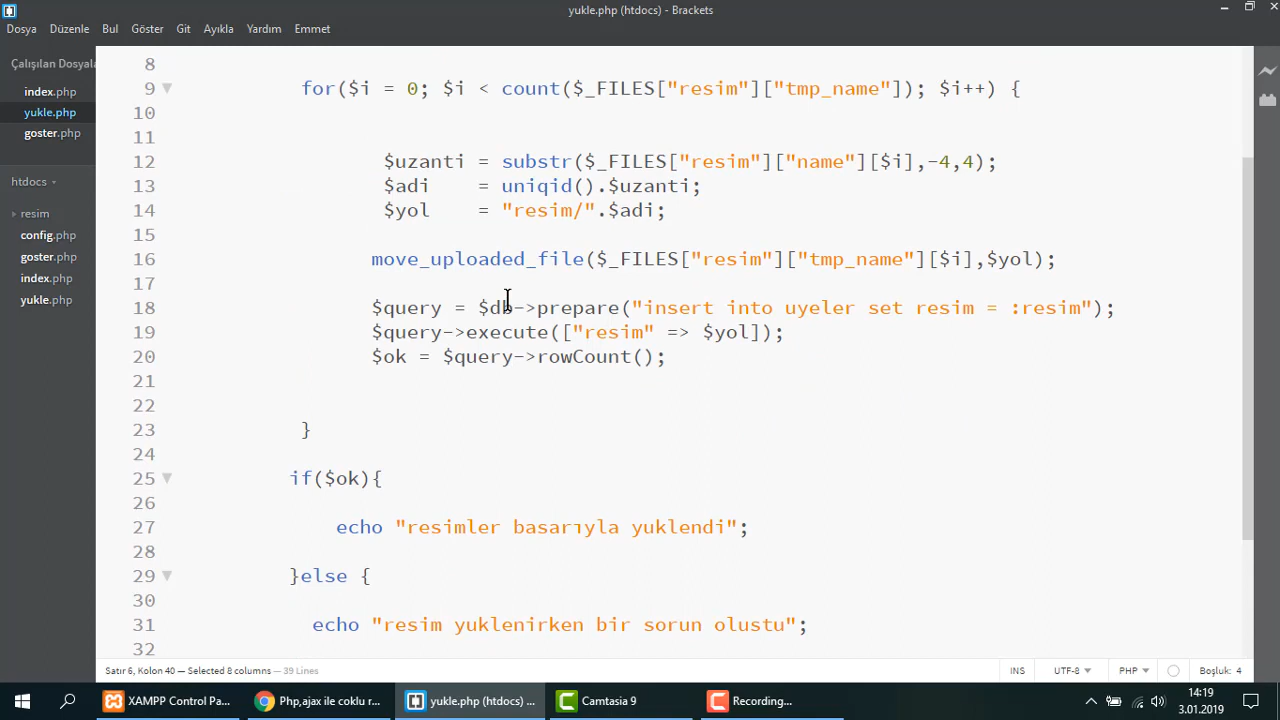 yukle.php (htdocs) - Brackets
Dosya Düzenle Bul Göster Git Ayıkla Yardım Emmet
Çalışılan Dosyala
index.php
yukle.php
goster.php
htdocs
resim
config.php
goster.php
index.php
yukle.php
8
9 for($i = 0; $i < count($_FILES["resim"]["tmp_name"]); $i++) {
10
11
12 $uzanti = substr($_FILES["resim"]["name"][$i],-4,4);
13 $adi = uniqid().$uzanti;
14 $yol = "resim/".$adi;
15
16 move_uploaded_file($_FILES["resim"]["tmp_name"][$i],$yol);
17
18 $query = $db->prepare("insert into uyeler set resim = :resim");
19 $query->execute(["resim" => $yol]);
20 $ok = $query->rowCount();
21
22
23 }
24
25 if($ok){
26
27 echo "resimler basarıyla yuklendi";
28
29 }else {
30
31 echo "resim yuklenirken bir sorun olustu";
32
Satır 6, Kolon 40 — Selected 8 columns — 39 Lines
INS UTF-8 PHP Boşluk: 4
XAMPP Control Pa...
Php,ajax ile coklu r...
yukle.php (htdocs) ...
Camtasia 9
Recording...
14:19
3.01.2019